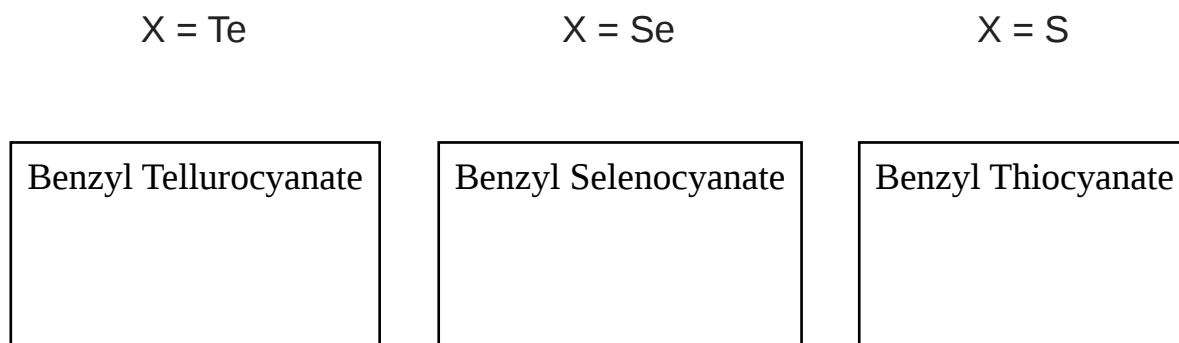 X = Te X = Se X = S
Benzyl Tellurocyanate Benzyl Selenocyanate Benzyl Thiocyanate